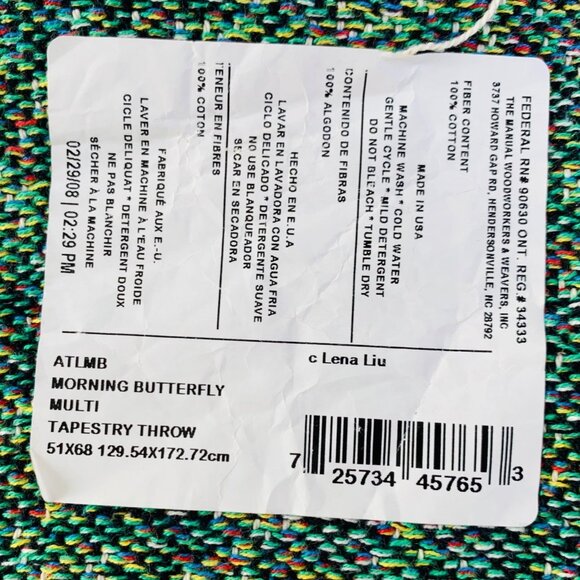 FEDERAL RN# 90630 ONT. REG # 34333
THE MANUAL WOODWORKERS & WEAVERS, INC
3737 HOWARD GAP RD, HENDERSONVILLE, NC 28792
FIBER CONTENT
100% COTTON
MADE IN USA
MACHINE WASH * COLD WATER
GENTLE CYCLE * MILD DETERGENT
DO NOT BLEACH * TUMBLE DRY
CONTENIDO DE FIBRAS
100% ALGODON
HECHO EN E.U.A
LAVAR EN LAVADORA CON AGUA FRIA
CICLO DELICADO * DETERGENTE SUAVE
NO USE BLANQUEADOR
SECAR EN SECADORA
TENEUR EN FIBRES
100% COTON
FABRIQUÉ AUX E.-U.
LAVER EN MACHINE À L'EAU FROIDE
CICLE DELIQUAT * DETERGENT DOUX
NE PAS BLANCHIR
SÉCHER À LA MACHINE
02/29/08 | 02:29 PM
ATLMB
MORNING BUTTERFLY
MULTI
TAPESTRY THROW
51X68 129.54X172.72cm
c Lena Liu
7 25734 45765 3